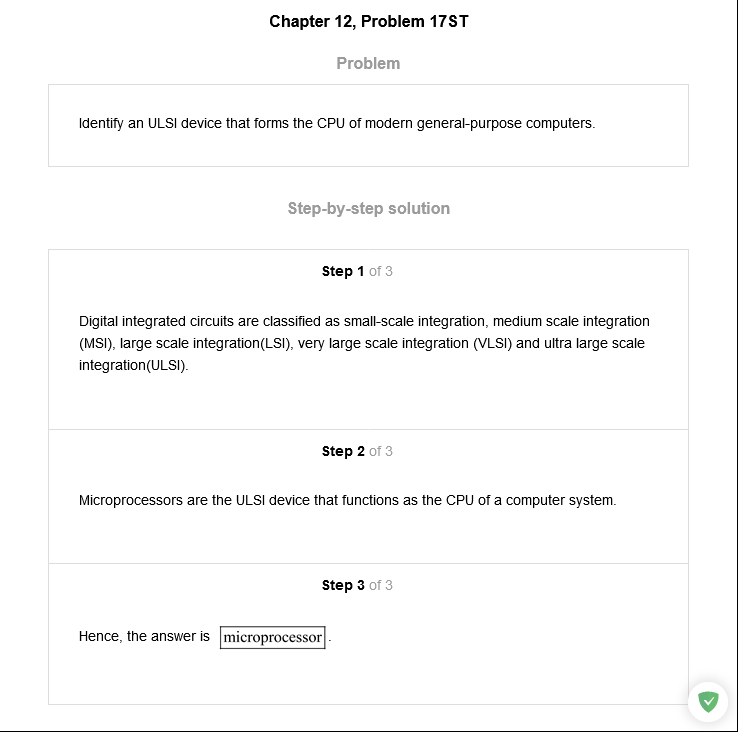 Chapter 12, Problem 17ST
Problem
Identify an ULSI device that forms the CPU of modern general-purpose computers.
Step-by-step solution
Step 1 of 3
Digital integrated circuits are classified as small-scale integration, medium scale integration
(MSI), large scale integration(LSI), very large scale integration (VLSI) and ultra large scale
integration(ULSI).
Step 2 of 3
Microprocessors are the ULSI device that functions as the CPU of a computer system.
Step 3 of 3
Hence, the answer is microprocessor.